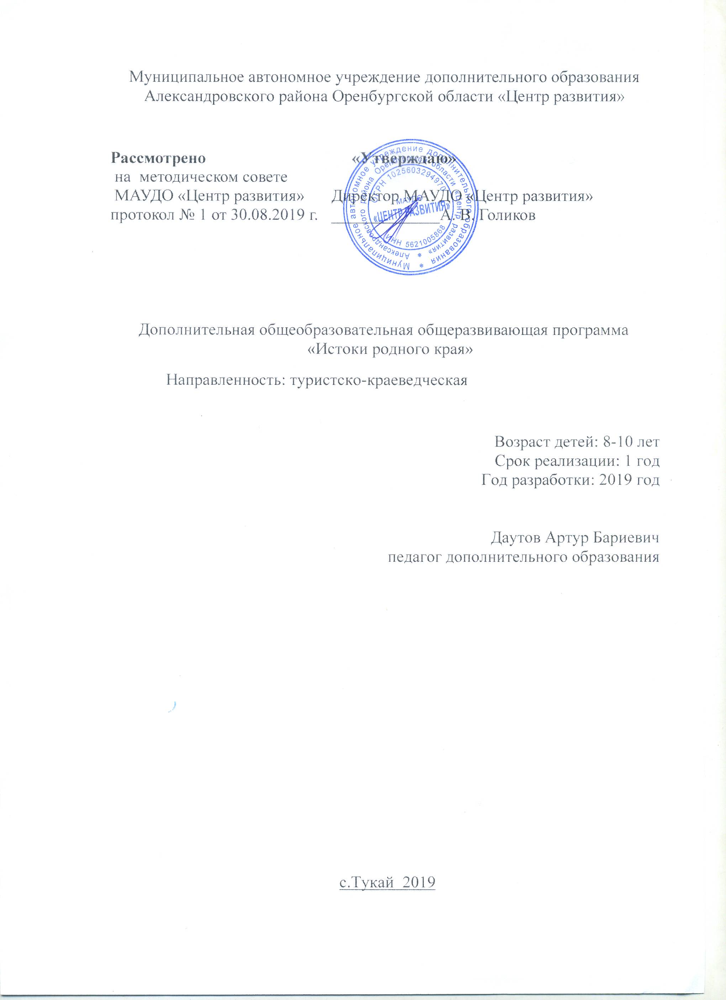 Муниципальное автономное учреждение дополнительного образования
Александровского района Оренбургской области «Центр развития»
Рассмотрено «Утверждаю»
на методическом совете
МАУДО «Центр развития» Директор МАУДО «Центр развития»
протокол № 1 от 30.08.2019 г. ______________ А. В. Голиков
Муниципальное автономное учреждение дополнительного образования *
Александровского района Оренбургской области «Центр развития» *
ОГРН 1025603294970
МАУДО
«ЦЕНТР РАЗВИТИЯ»
ИНН 5621005868
Дополнительная общеобразовательная общеразвивающая программа
«Истоки родного края»
Направленность: туристско-краеведческая
Возраст детей: 8-10 лет
Срок реализации: 1 год
Год разработки: 2019 год
Даутов Артур Бариевич
педагог дополнительного образования
с.Тукай 2019